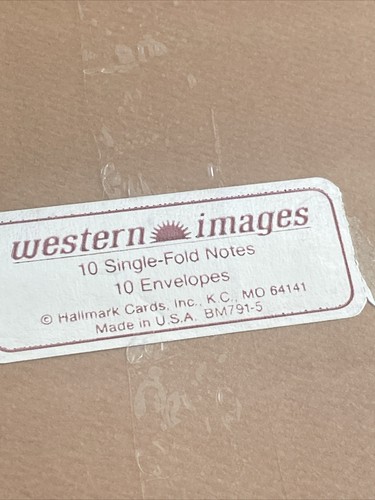 western images
10 Single-Fold Notes
10 Envelopes
© Hallmark Cards, Inc., K.C., MO 64141
Made in U.S.A. BM791-5